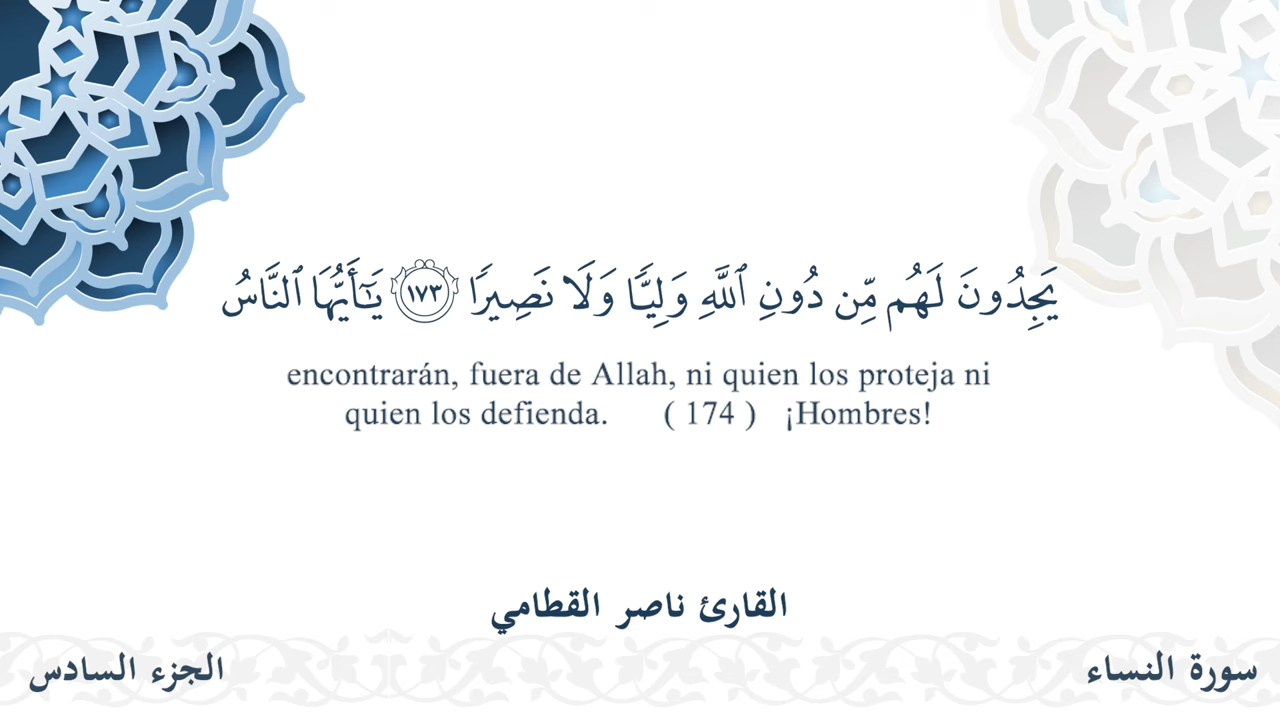 يَجِدُونَ لَهُم مِّن دُونِ ٱللَّهِ وَلِيًّا وَلَا نَصِيرًا ١٧٣ يَـٰٓأَيُّهَا ٱلنَّاسُ
encontrarán, fuera de Allah, ni quien los proteja ni
quien los defienda. ( 174 ) ¡Hombres!
القارئ ناصر القطامي
سورة النساء
الجزء السادس